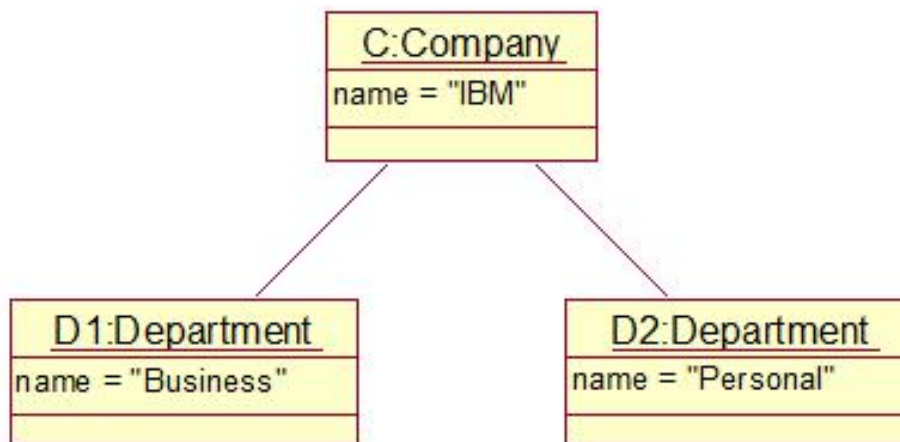 C:Company
name = "IBM"
D1:Department
name = "Business"
D2:Department
name = "Personal"